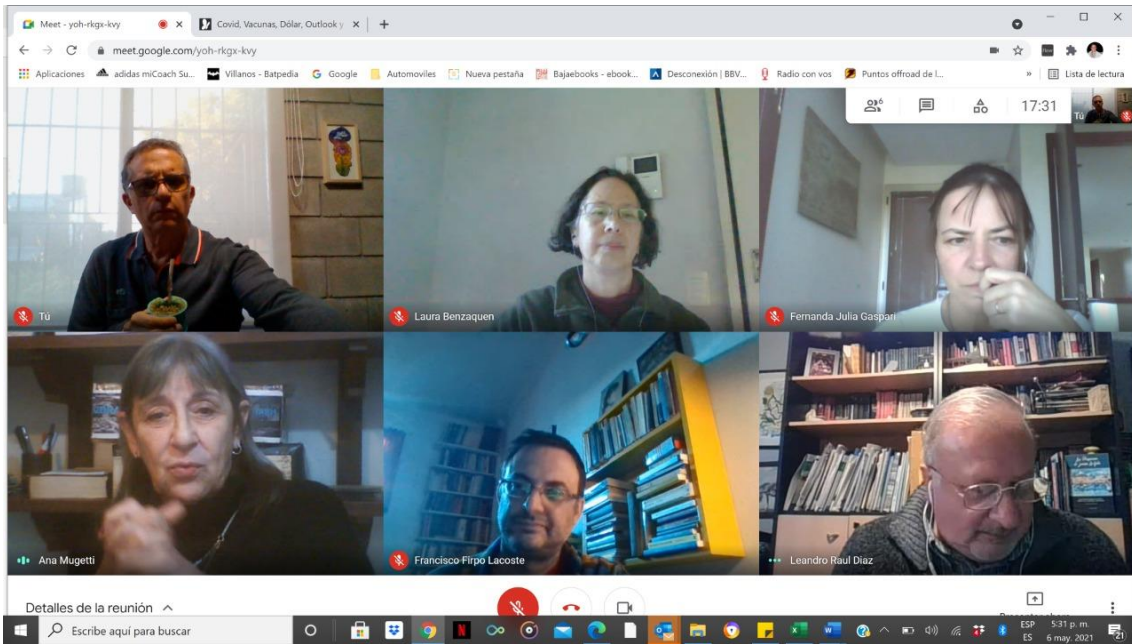 Meet - yoh-rkgx-kvy
Covid, Vacunas, Dólar, Outlook y
meet.google.com/yoh-rkgx-kvy
Aplicaciones
adidas miCoach Su...
Villanos - Batpedia
Google
Automoviles
Nueva pestaña
Bajaebooks - ebook...
Desconexión | BBV...
Radio con vos
Puntos offroad de l...
»
Lista de lectura
6
17:31
Tú
Tú
Laura Benzaquen
Fernanda Julia Gaspari
Ana Mugetti
Francisco Firpo Lacoste
Leandro Raul Diaz
Detalles de la reunión
Escribe aquí para buscar
ESP
ES
5:31 p. m.
6 may. 2021
21